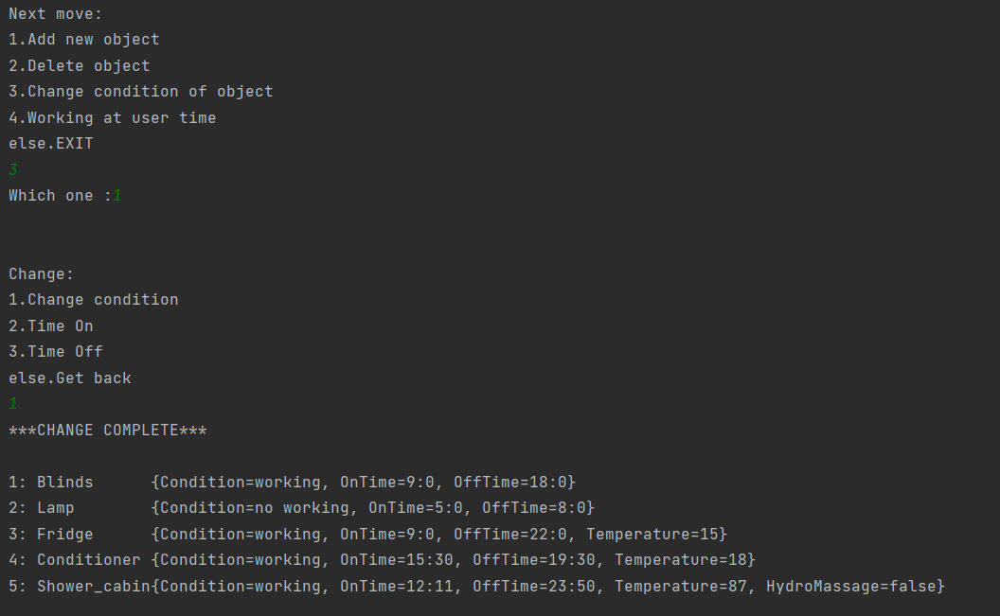 Next move:
1.Add new object
2.Delete object
3.Change condition of object
4.Working at user time
else.EXIT
3
Which one :1
Change:
1.Change condition
2.Time On
3.Time Off
else.Get back
1
***CHANGE COMPLETE***
1: Blinds      {Condition=working, OnTime=9:0, OffTime=18:0}
2: Lamp        {Condition=no working, OnTime=5:0, OffTime=8:0}
3: Fridge      {Condition=working, OnTime=9:0, OffTime=22:0, Temperature=15}
4: Conditioner {Condition=working, OnTime=15:30, OffTime=19:30, Temperature=18}
5: Shower_cabin{Condition=working, OnTime=12:11, OffTime=23:50, Temperature=87, HydroMassage=false}